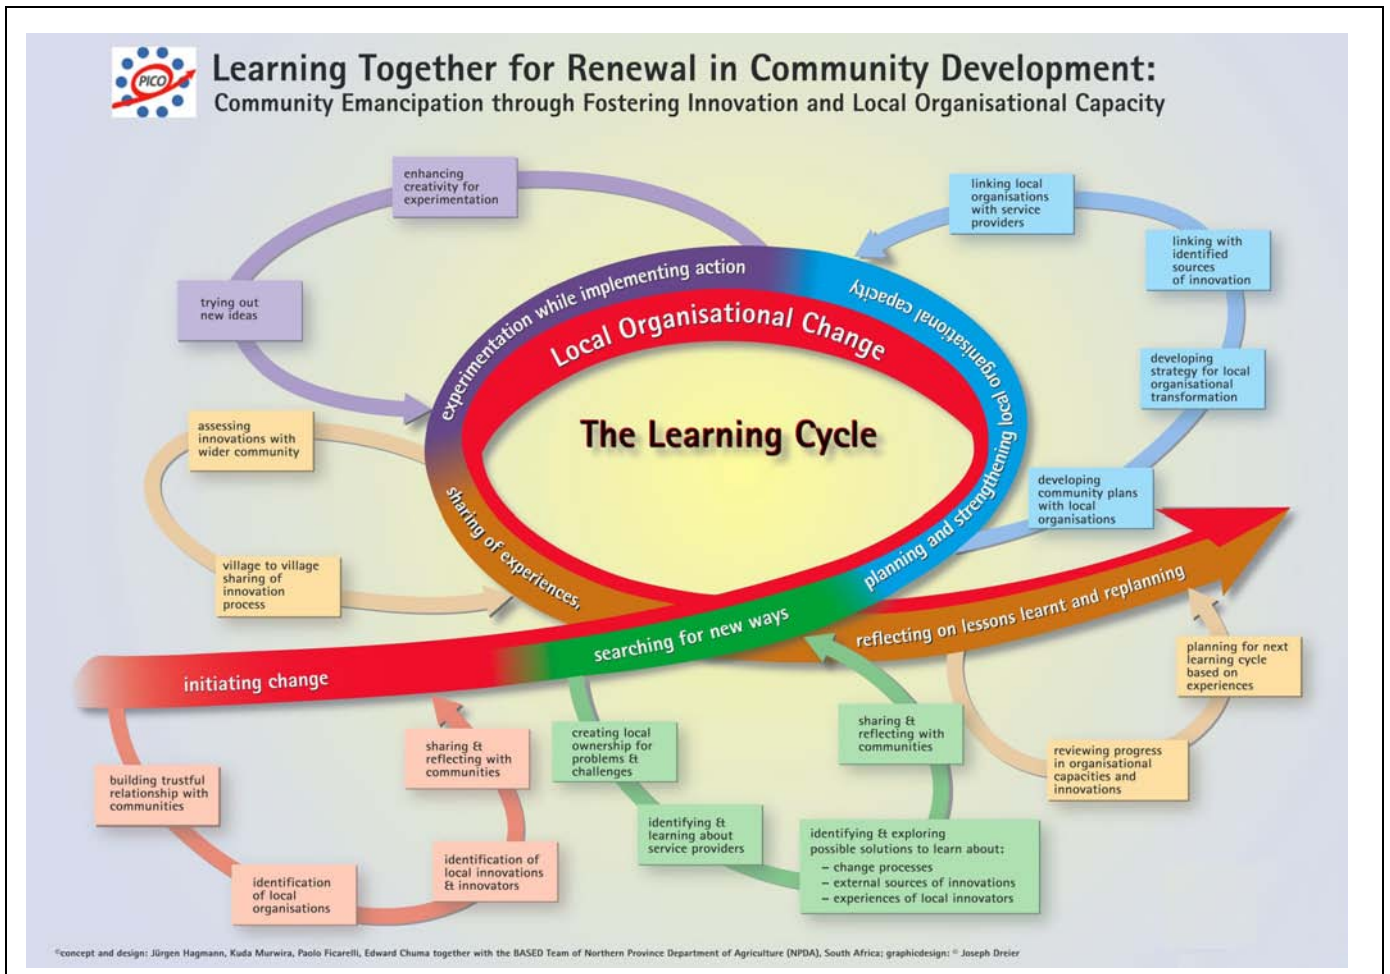 PICO
Learning Together for Renewal in Community Development:
Community Emancipation through Fostering Innovation and Local Organisational Capacity
enhancing
creativity for
experimentation
trying out
new ideas
linking local
organisations
with service
providers
linking with
identified
sources
of innovation
developing
strategy for local
organisational
transformation
developing
community plans
with local
organisations
experimentation while implementing action
planning and strengthening local organisational capacity
Local Organisational Change
The Learning Cycle
assessing
innovations with
wider community
village to village
sharing of
innovation
process
sharing of experiences,
reflecting on lessons learnt and replanning
searching for new ways
initiating change
planning for next
learning cycle
based on
experiences
reviewing progress
in organisational
capacities and
innovations
building trustful
relationship with
communities
identification
of local
organisations
identification of
local innovations
& innovators
sharing &
reflecting with
communities
creating local
ownership for
problems &
challenges
identifying &
learning about
service providers
identifying & exploring
possible solutions to learn about:
– change processes
– external sources of innovations
– experiences of local innovators
sharing &
reflecting with
communities
©concept and design: Jürgen Hagmann, Kuda Murwira, Paolo Ficarelli, Edward Chuma together with the BASED Team of Northern Province Department of Agriculture (NPDA), South Africa; graphicdesign: © Joseph Dreier